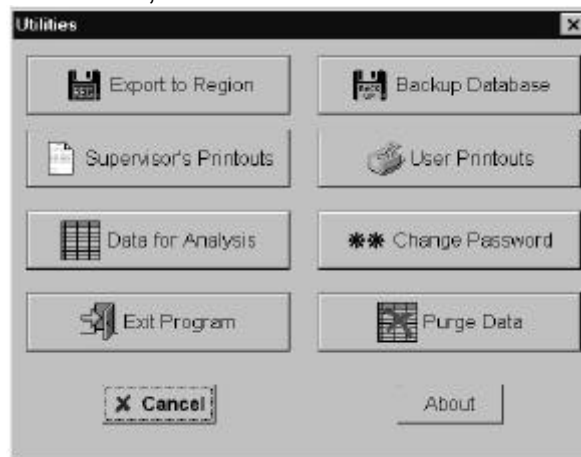 Utilities
Export to Region
Backup Database
Supervisor's Printouts
User Printouts
Data for Analysis
** Change Password
Exit Program
Purge Data
X Cancel
About